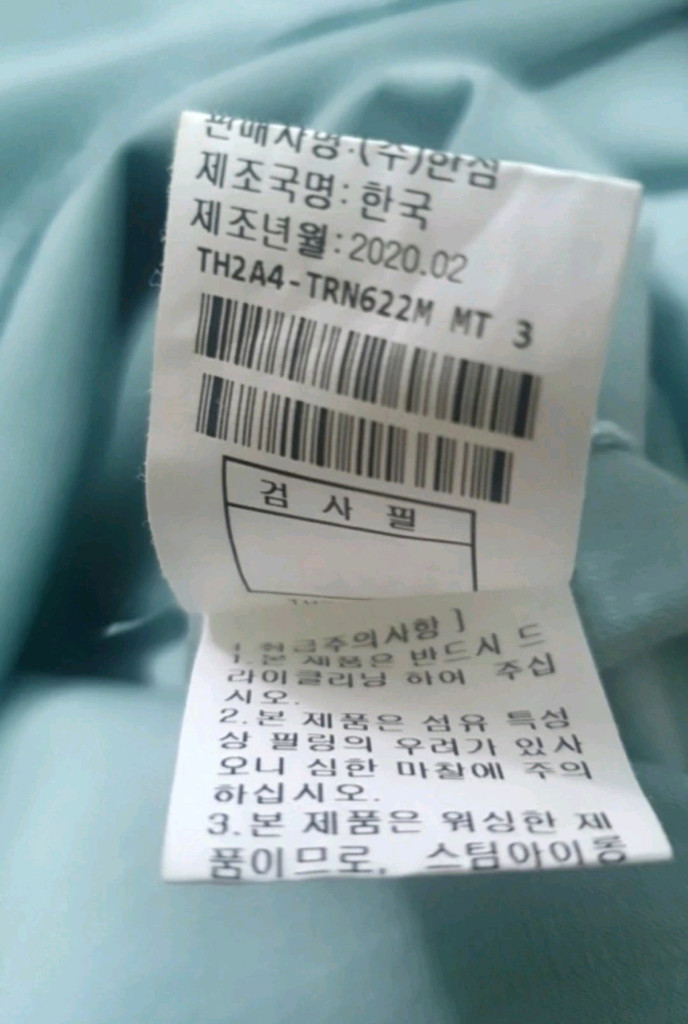 판매자명:(주)한섬
제조국명:한국
제조년월:2020.02
TH2A4-TRN622M MT 3
검 사 필
[취급주의사항]
1.본 제품은 반드시 드
라이클리닝 하여 주십
시오.
2.본 제품은 섬유 특성
상 필링의 우려가 있사
오니 심한 마찰에 주의
하십시오.
3.본 제품은 워싱한 제
품이므로, 스팀아이롱